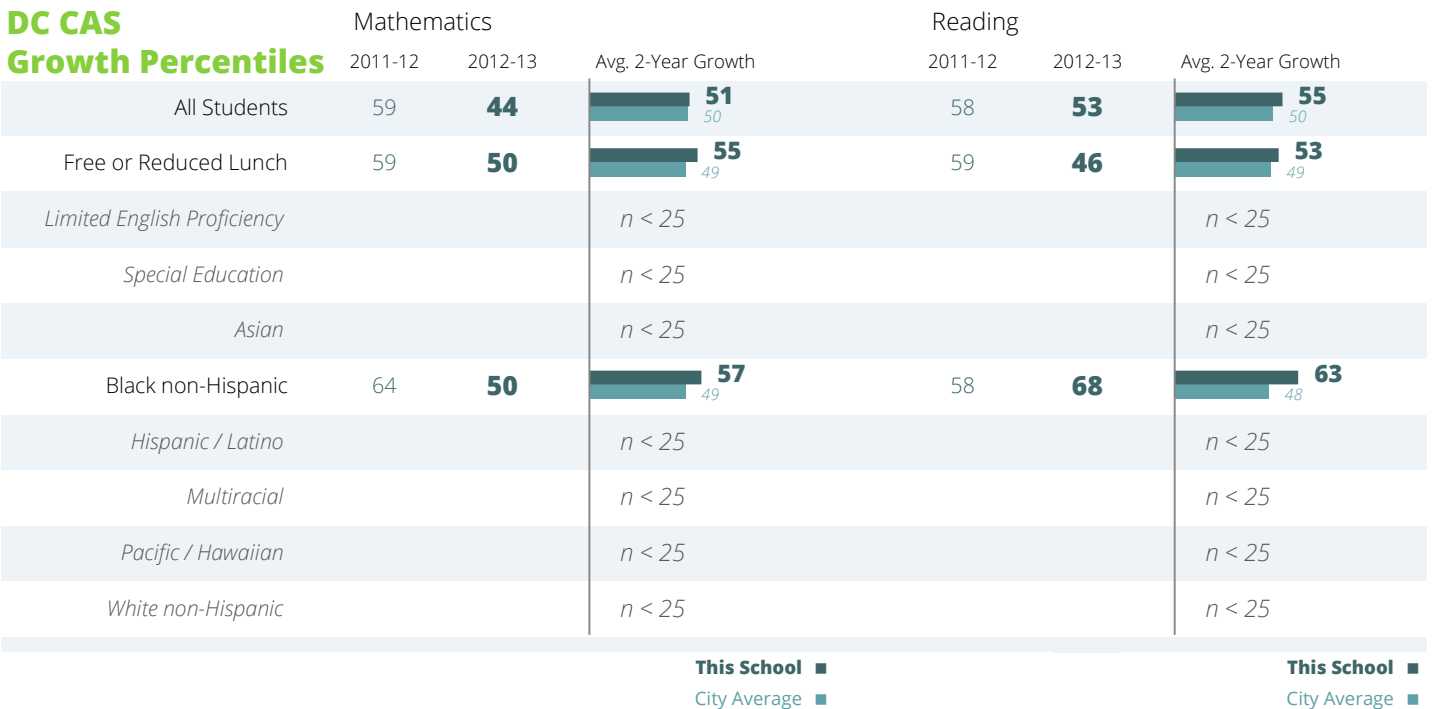 DC CAS Mathematics Reading
Growth Percentiles 2011-12 2012-13 Avg. 2-Year Growth 2011-12 2012-13 Avg. 2-Year Growth
All Students 59 44 51 50 58 53 55 50
Free or Reduced Lunch 59 50 55 49 59 46 53 49
Limited English Proficiency n < 25 n < 25
Special Education n < 25 n < 25
Asian n < 25 n < 25
Black non-Hispanic 64 50 57 49 58 68 63 48
Hispanic / Latino n < 25 n < 25
Multiracial n < 25 n < 25
Pacific / Hawaiian n < 25 n < 25
White non-Hispanic n < 25 n < 25
This School This School
City Average City Average